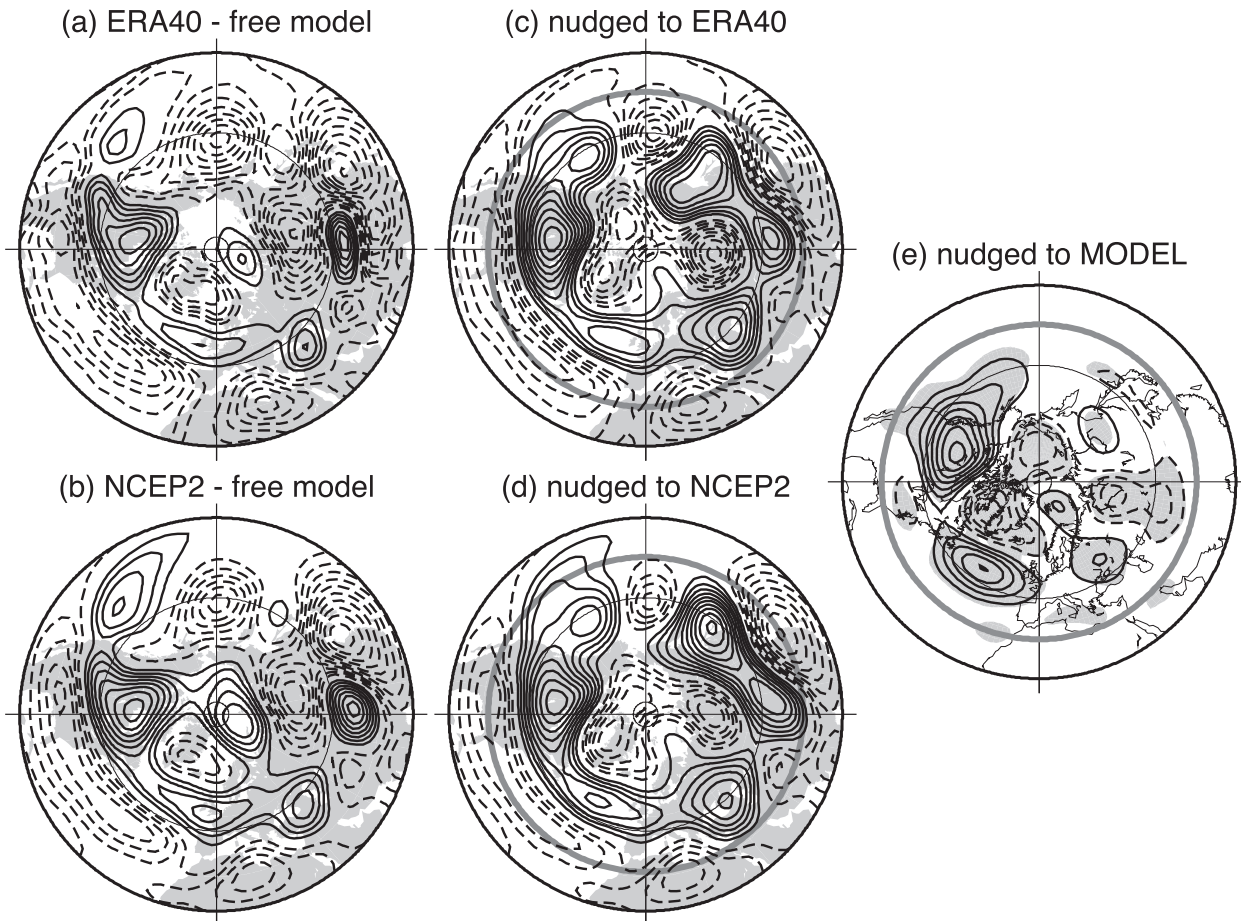 (a) ERA40 - free model
(c) nudged to ERA40
(e) nudged to MODEL
(b) NCEP2 - free model
(d) nudged to NCEP2